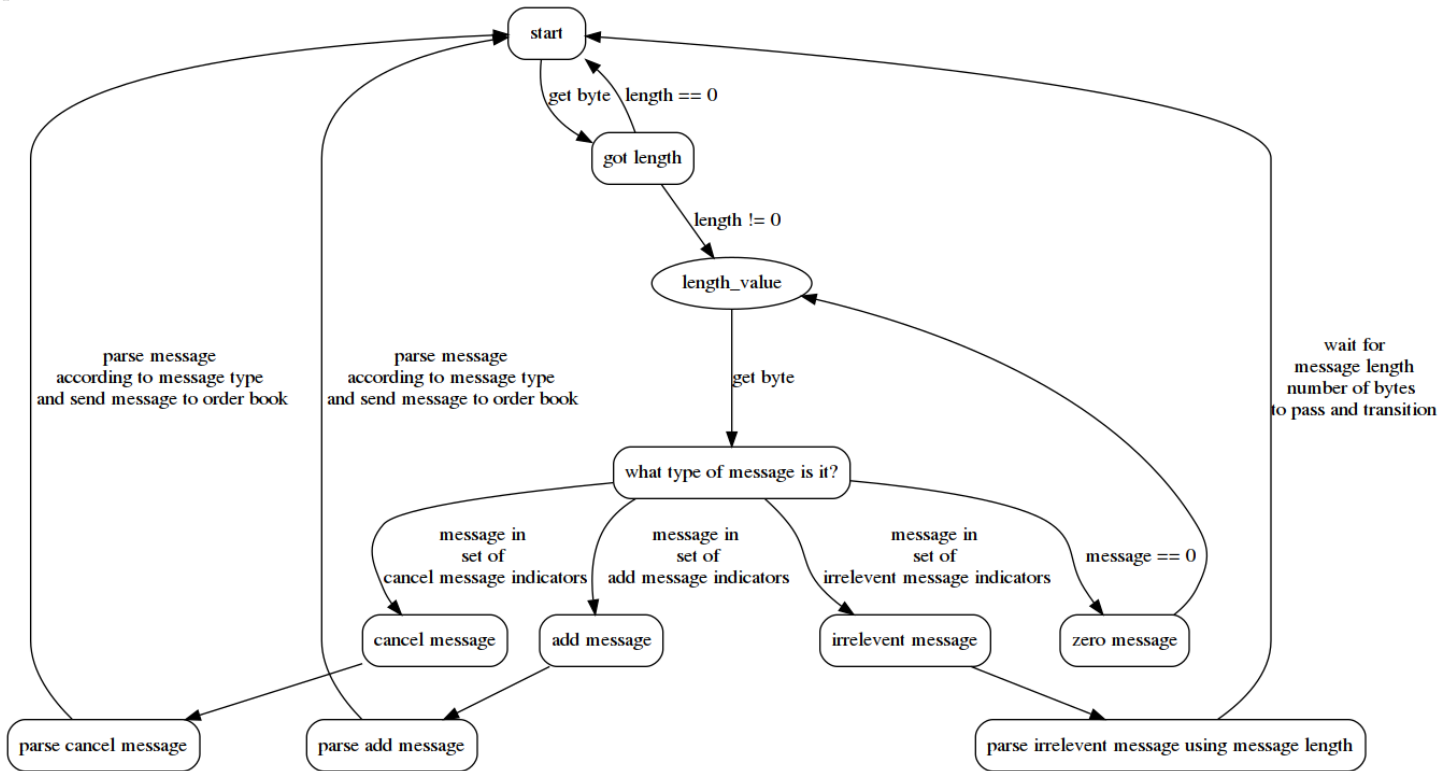 start
get byte
length == 0
got length
length != 0
length_value
parse message
according to message type
and send message to order book
parse message
according to message type
and send message to order book
get byte
wait for
message length
number of bytes
to pass and transition
what type of message is it?
message in
set of
cancel message indicators
message in
set of
add message indicators
message in
set of
irrelevent message indicators
message == 0
cancel message
add message
irrelevent message
zero message
parse cancel message
parse add message
parse irrelevent message using message length